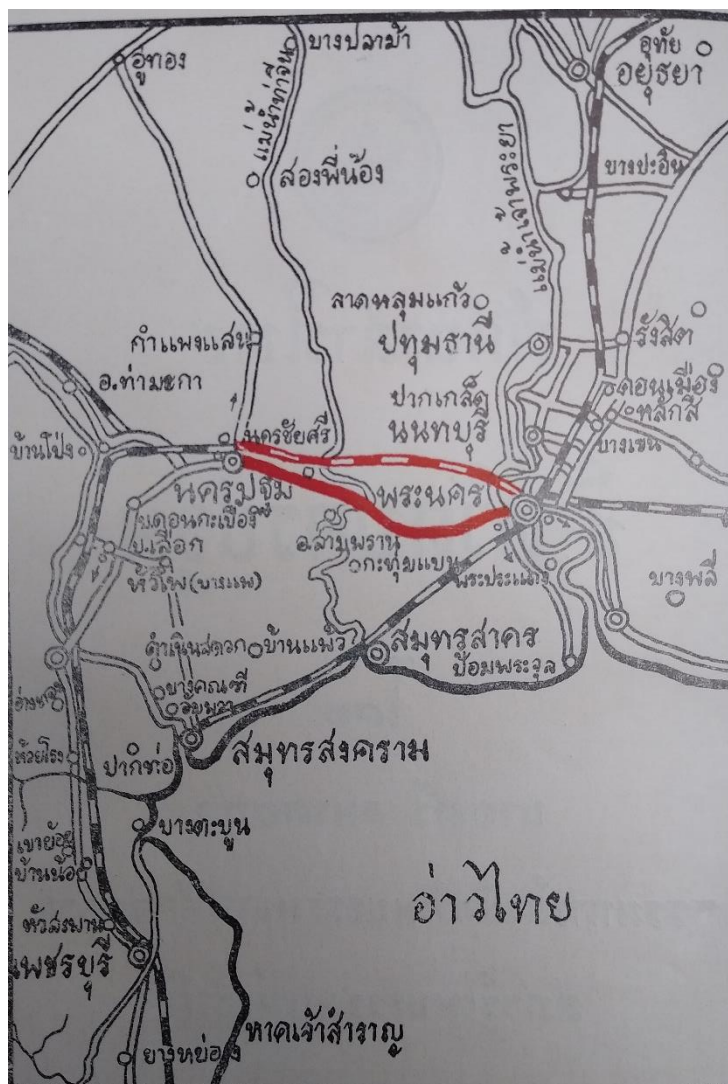 บางปลาม้า
อุทัย
อู่ทอง
อยุธยา
แม่น้ำท่าจีน
บางปะอิน
สองพี่น้อง
แม่น้ำเจ้าพระยา
ลาดหลุมแก้ว
กำแพงแสน
ปทุมธานี
รังสิต
อ.ท่ามะกา
ปากเกล็ด
ดอนเมือง
นครชัยศรี
นนทบุรี
หลักสี่
บ้านโป่ง
บางเขน
นครปฐม
พระนคร
บ.ดอนกะเบื้อง
อ.สามพราน
บ.เลือก
กะทุ่มแบน
พระประแดง
หัวโพ (บางแพ)
บางพลี
ดำเนินสดวก
บ้านแพ้ว
สมุทรสาคร
ป้อมพระจุล
บางคณฑี
อัมพวา
ห้วยโรง
ปากท่อ
สมุทรสงคราม
บางตะบูน
เขาย้อย
บ้านน้อย
อ่าวไทย
หัวสะพาน
เพชรบุรี
หาดเจ้าสำราญ
ยางหย่อง